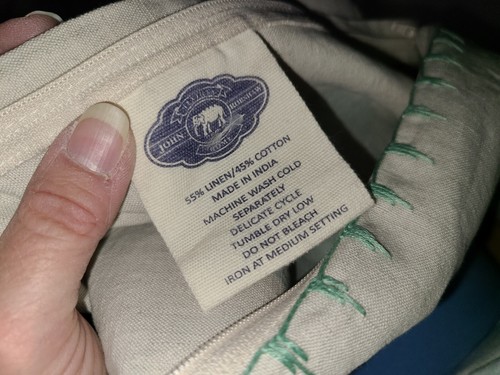 JOHN ROBSHAW
55% LINEN/45% COTTON
MADE IN INDIA
MACHINE WASH COLD
SEPARATELY
DELICATE CYCLE
TUMBLE DRY LOW
DO NOT BLEACH
IRON AT MEDIUM SETTING